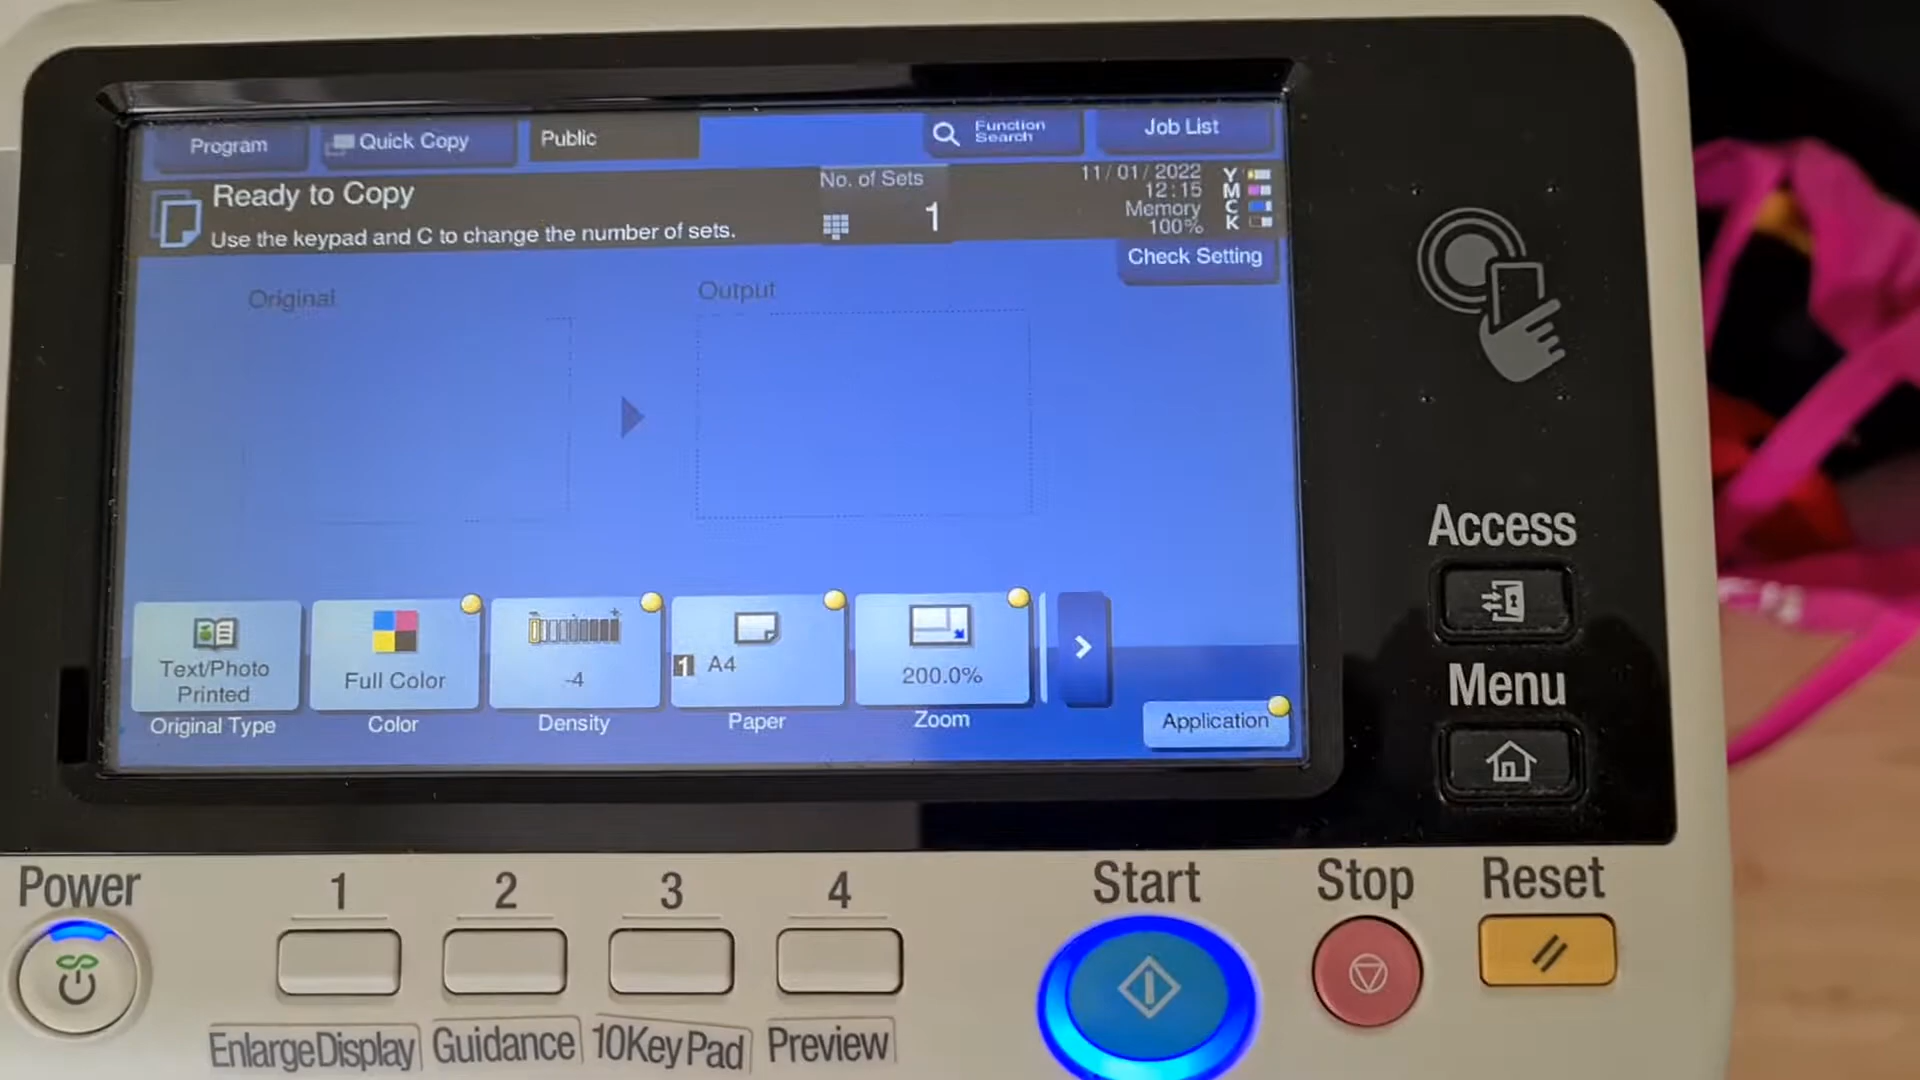 Program
Quick Copy
Public
Function
Search
Job List
Ready to Copy
Use the keypad and C to change the number of sets.
No. of Sets
1
11/01/2022
12:15
Memory
100%
Y
M
C
K
Check Setting
Original
Output
Text/Photo
Printed
Full Color
- +
-4
1 A4
200.0%
Original Type
Color
Density
Paper
Zoom
Application
Access
Menu
Power
1
2
3
4
Start
Stop
Reset
Enlarge Display
Guidance
10Key Pad
Preview